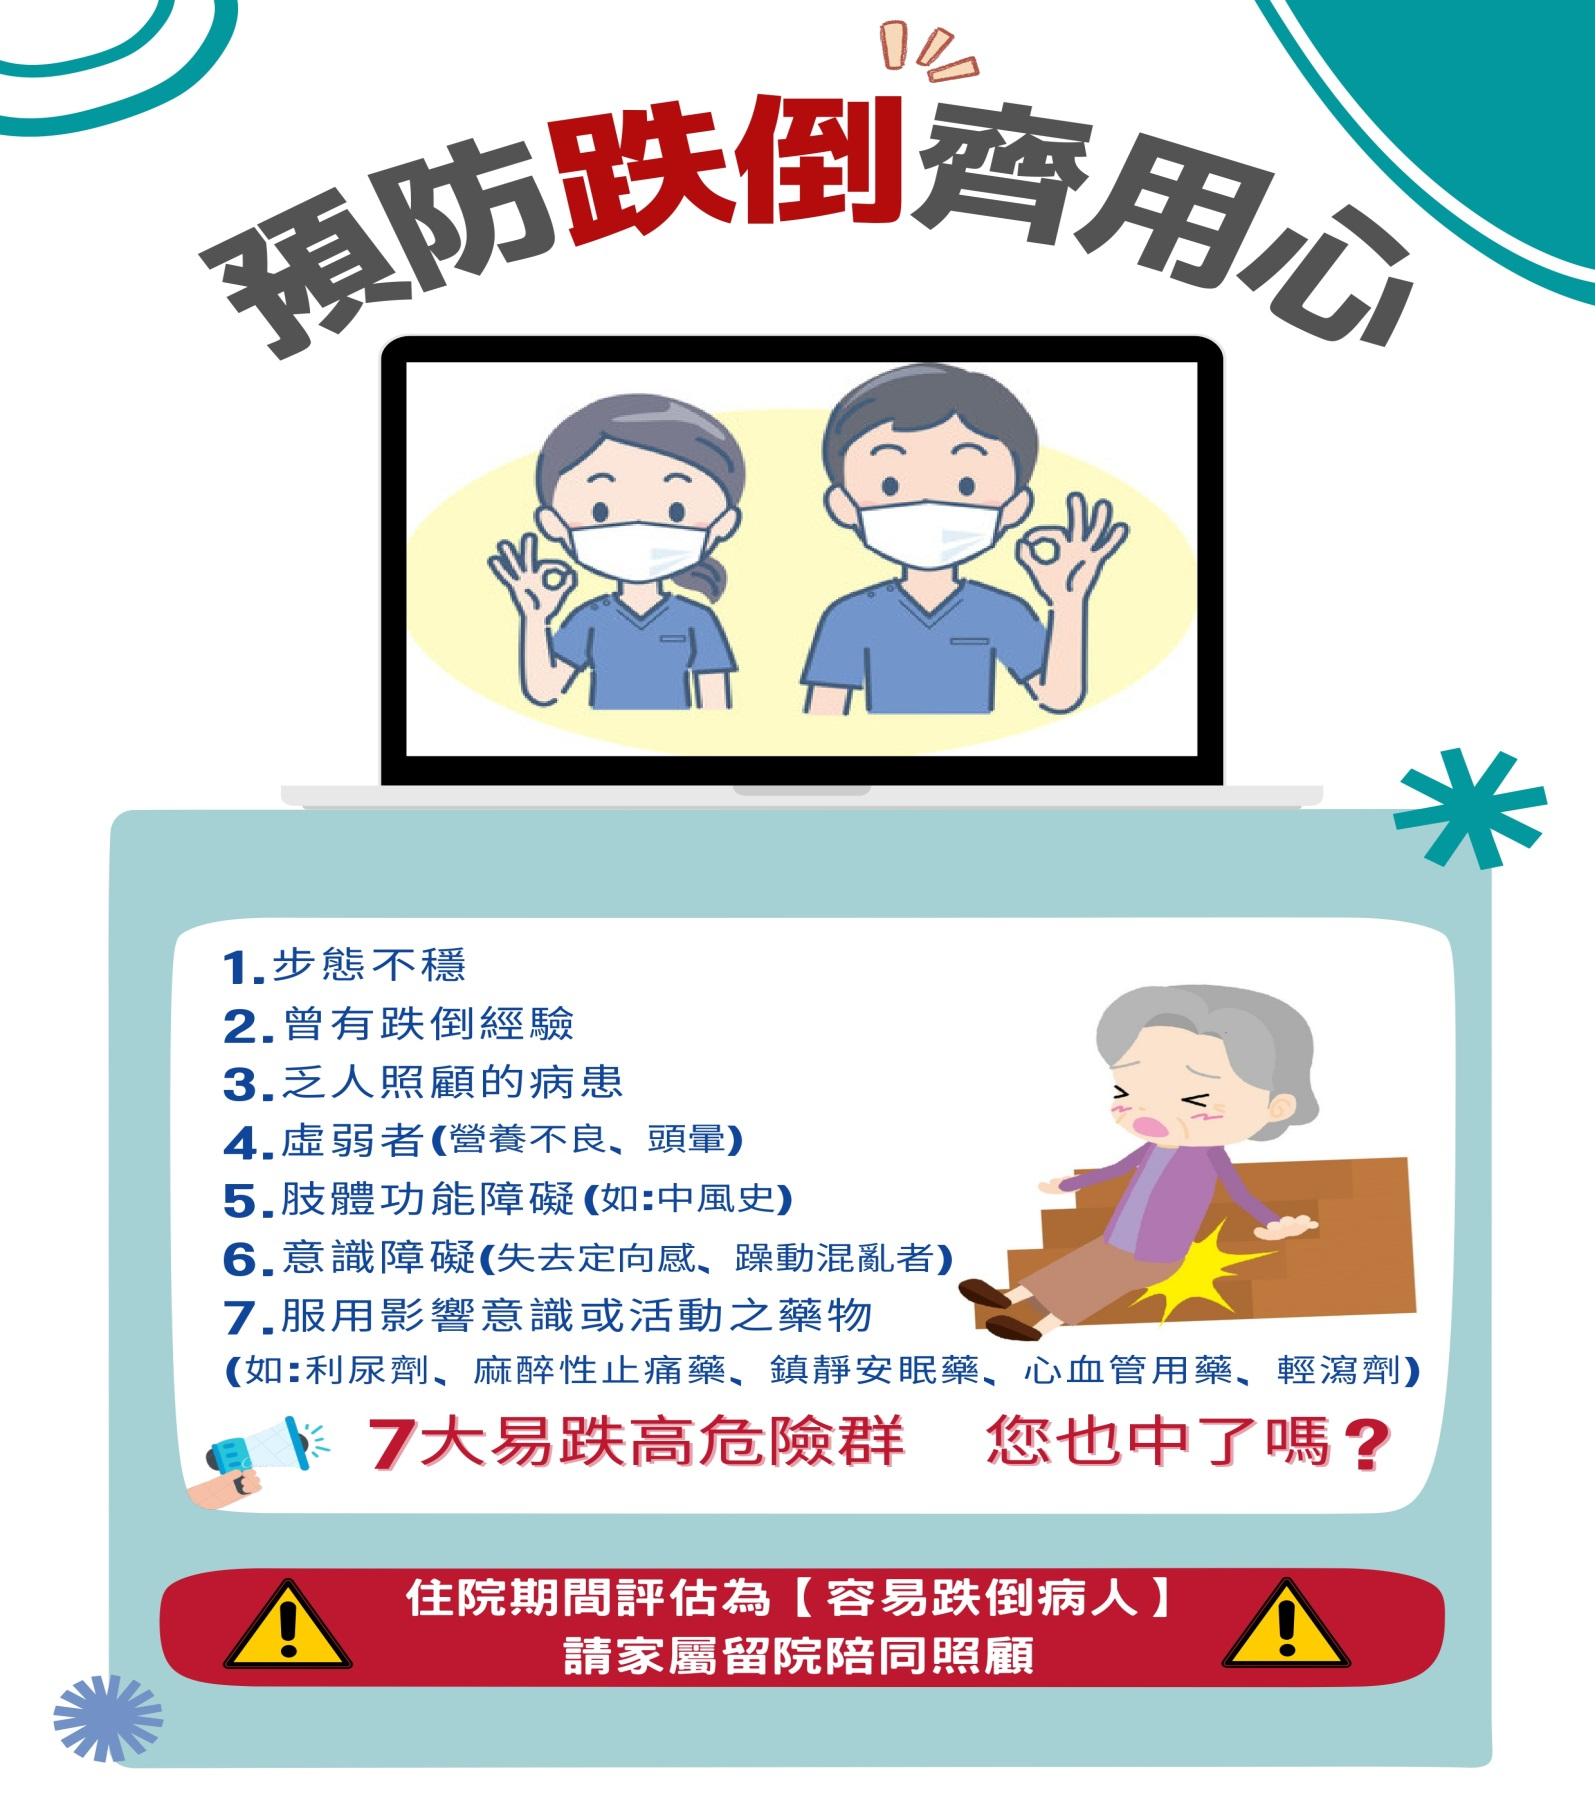 預防跌倒齊用心
1.步態不穩
2.曾有跌倒經驗
3.乏人照顧的病患
4.虛弱者(營養不良、頭暈)
5.肢體功能障礙(如:中風史)
6.意識障礙(失去定向感、躁動混亂者)
7.服用影響意識或活動之藥物
(如:利尿劑、麻醉性止痛藥、鎮靜安眠藥、心血管用藥、輕瀉劑)
7大易跌高危險群 您也中了嗎?
住院期間評估為【容易跌倒病人】
請家屬留院陪同照顧